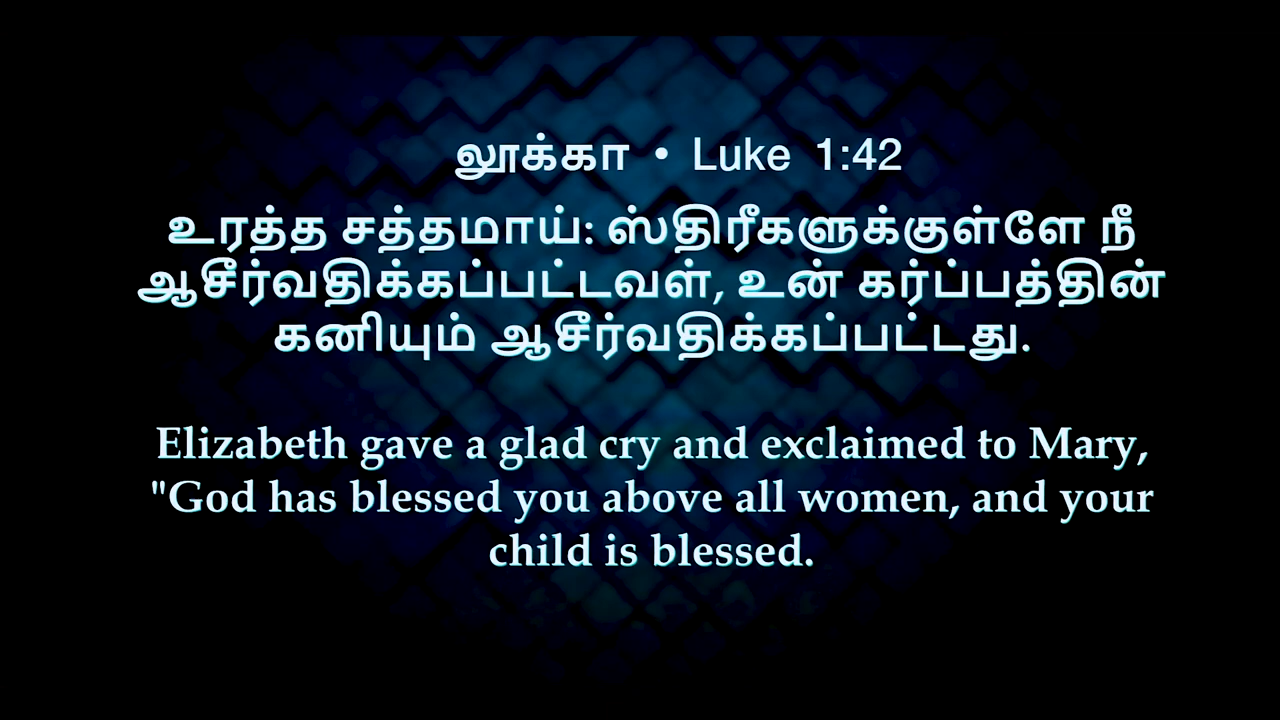 லூக்கா • Luke 1:42
உரத்த சத்தமாய்: ஸ்திரீகளுக்குள்ளே நீ
ஆசீர்வதிக்கப்பட்டவள், உன் கர்ப்பத்தின்
கனியும் ஆசீர்வதிக்கப்பட்டது.
Elizabeth gave a glad cry and exclaimed to Mary,
"God has blessed you above all women, and your
child is blessed.